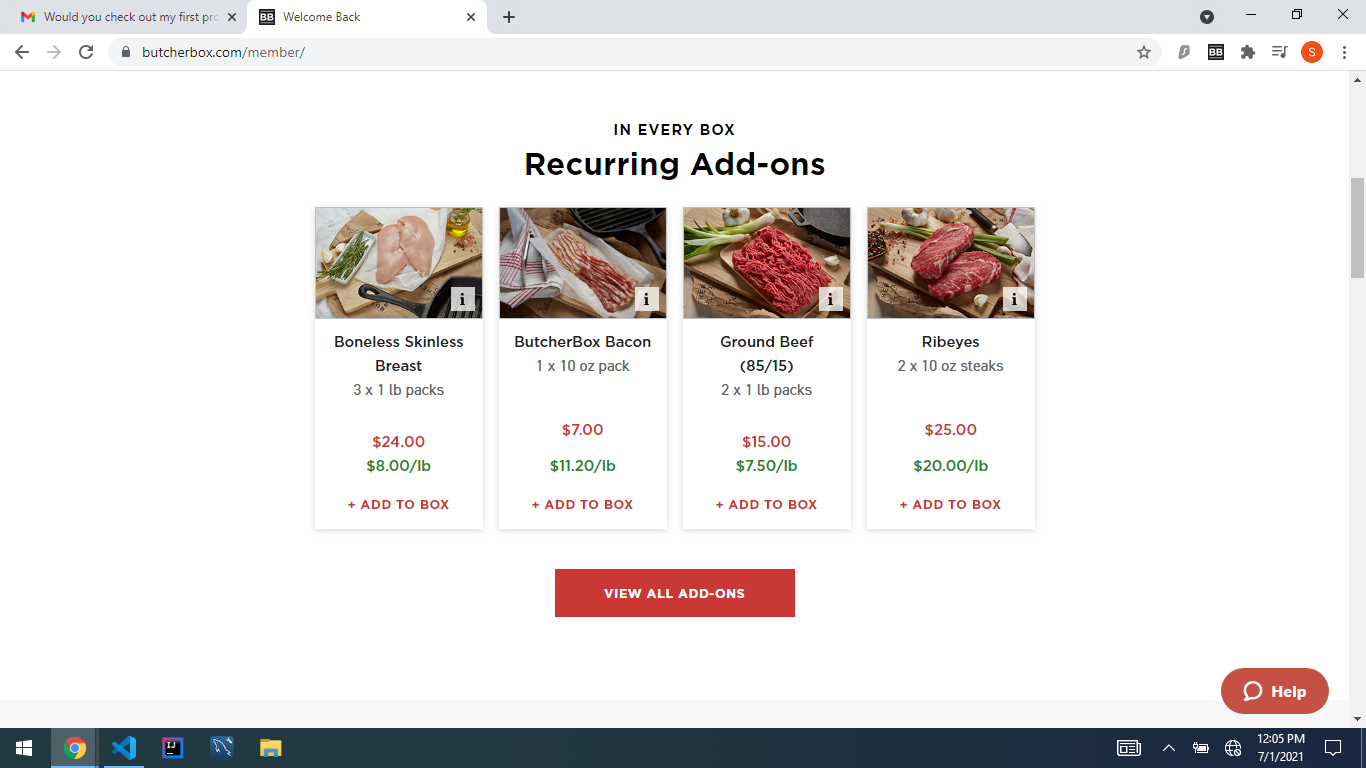 Would you check out my first pro
BB Welcome Back
butcherbox.com/member/
BB
S
IN EVERY BOX
Recurring Add-ons
i
i
i
i
Boneless Skinless
Breast
3 x 1 lb packs
$24.00
$8.00/lb
+ ADD TO BOX
ButcherBox Bacon
1 x 10 oz pack
$7.00
$11.20/lb
+ ADD TO BOX
Ground Beef
(85/15)
2 x 1 lb packs
$15.00
$7.50/lb
+ ADD TO BOX
Ribeyes
2 x 10 oz steaks
$25.00
$20.00/lb
+ ADD TO BOX
VIEW ALL ADD-ONS
Help
IJ
12:05 PM
7/1/2021